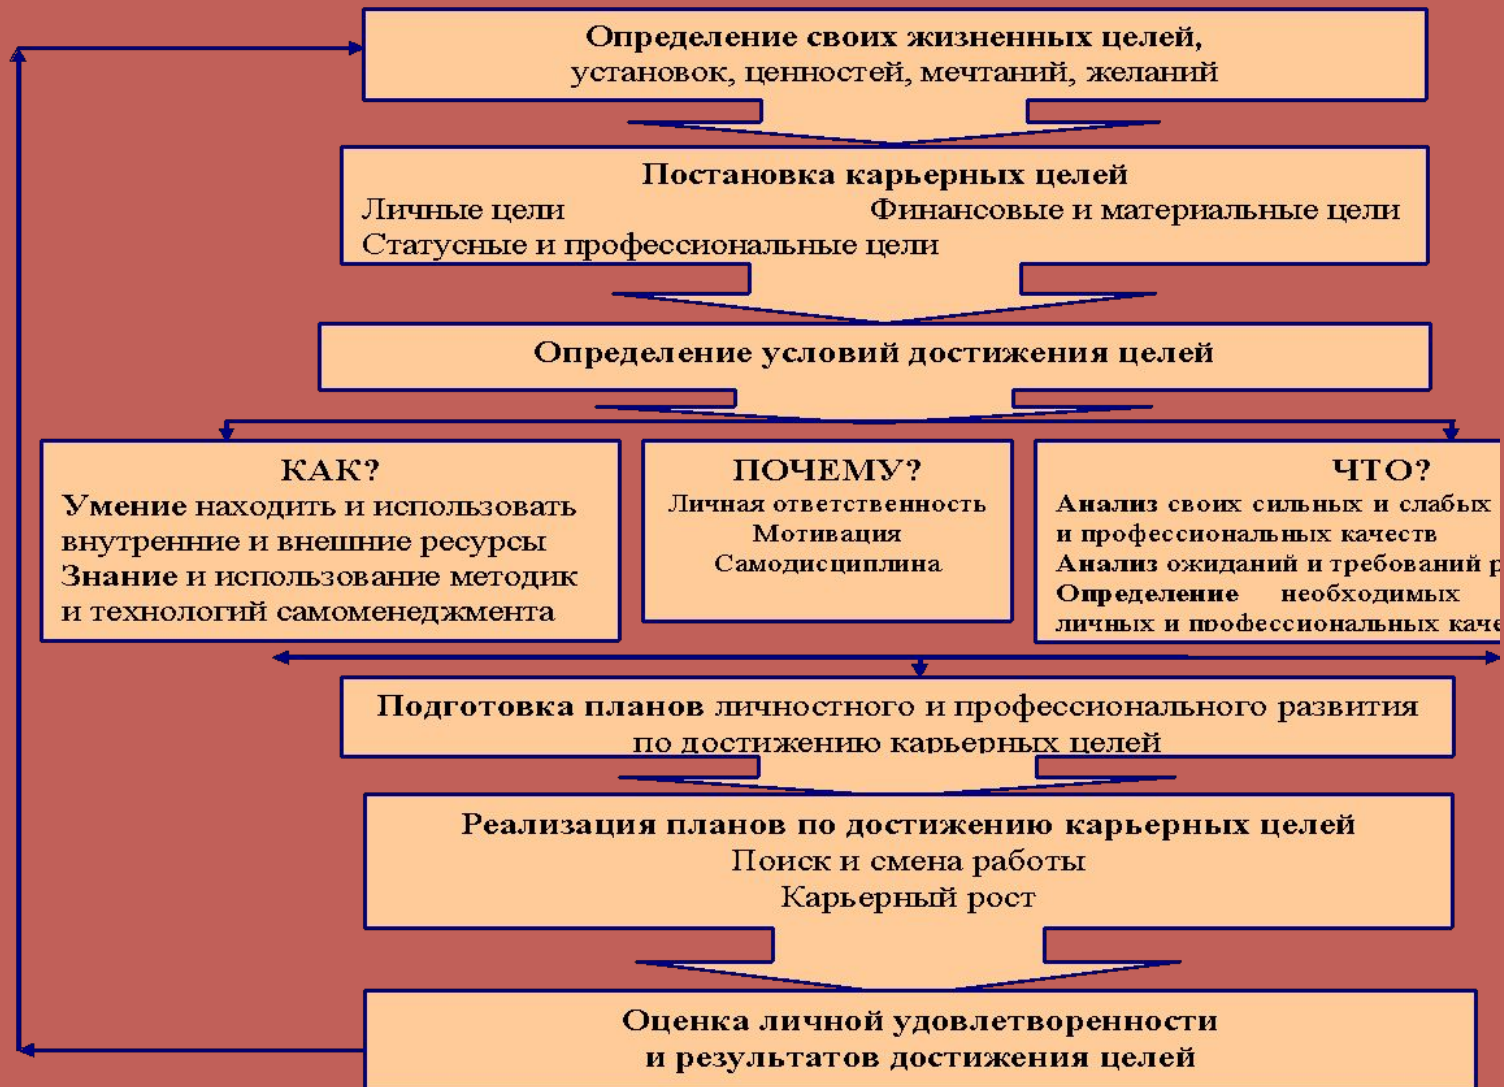 Определение своих жизненных целей,
установок, ценностей, мечтаний, желаний
Постановка карьерных целей
Личные цели Финансовые и материальные цели
Статусные и профессиональные цели
Определение условий достижения целей
КАК?
Умение находить и использовать
внутренние и внешние ресурсы
Знание и использование методик
и технологий самоменеджмента
ПОЧЕМУ?
Личная ответственность
Мотивация
Самодисциплина
ЧТО?
Анализ своих сильных и слабых
и профессиональных качеств
Анализ ожиданий и требований
Определение необходимых
личных и профессиональных
Подготовка планов личностного и профессионального развития
по достижению карьерных целей
Реализация планов по достижению карьерных целей
Поиск и смена работы
Карьерный рост
Оценка личной удовлетворенности
и результатов достижения целей